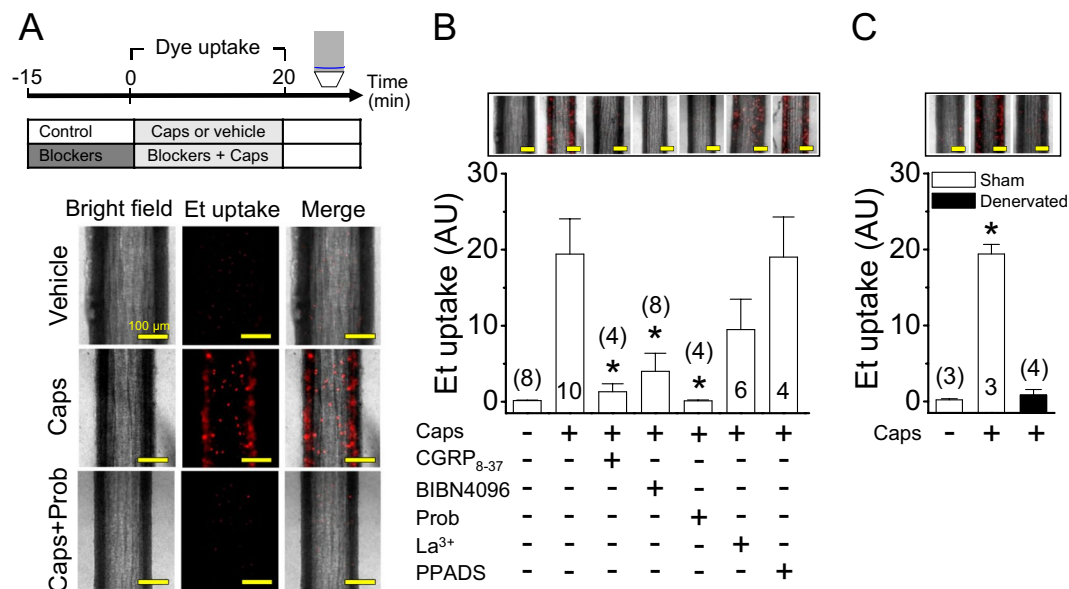 A
Dye uptake
-15
0
20
Time
(min)
Control
Caps or vehicle
Blockers
Blockers + Caps
Bright field
Et uptake
Merge
Vehicle
100 µm
Caps
Caps+Prob
B
Et uptake (AU)
30
20
10
0
(8)
10
(4)
*
(8)
*
(4)
*
6
4
Caps - + + + + + +
CGRP8-37 - - + - - - -
BIBN4096 - - - + - - -
Prob - - - - + - -
La3+ - - - - - + -
PPADS - - - - - - +
C
Et uptake (AU)
30
20
10
0
Sham
Denervated
(3)
*
3
(4)
Caps - + +